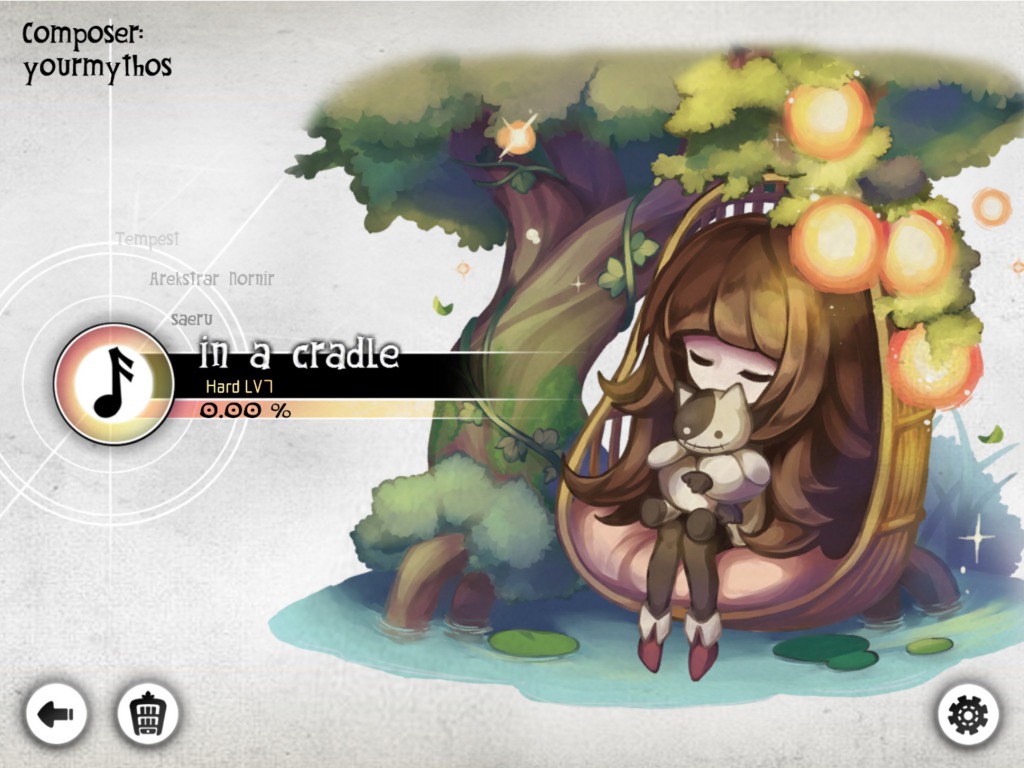 Composer:
yourmythos
Tempest
Arekstrar Nornir
saeru
in a cradle
Hard LV7
0.00 %